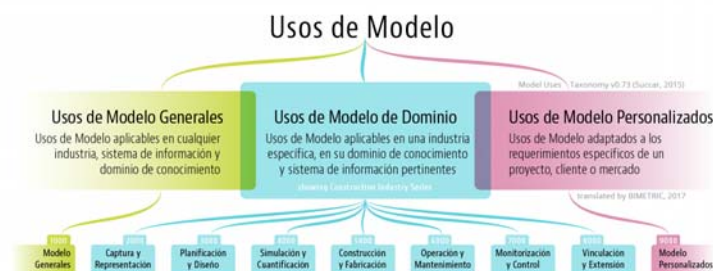 Usos de Modelo
Model Uses Taxonomy v0.73 (Succar, 2015)
Usos de Modelo Generales
Usos de Modelo aplicables en cualquier
industria, sistema de información y
dominio de conocimiento
Usos de Modelo de Dominio
Usos de Modelo aplicables en una industria
específica, en su dominio de conocimiento
y sistema de información pertinentes
showing Construction Industry Series
Usos de Modelo Personalizados
Usos de Modelo adaptados a los
requerimientos específicos de un
proyecto, cliente o mercado
translated by BIMETRIC, 2017
Modelo
Generales
Captura y
Representación
Planificación
y Diseño
Simulación y
Cuantificación
Construcción
y Fabricación
Operación y
Mantenimiento
Monitorización
y Control
Vinculación
y Extensión
Modelo
Personalizados